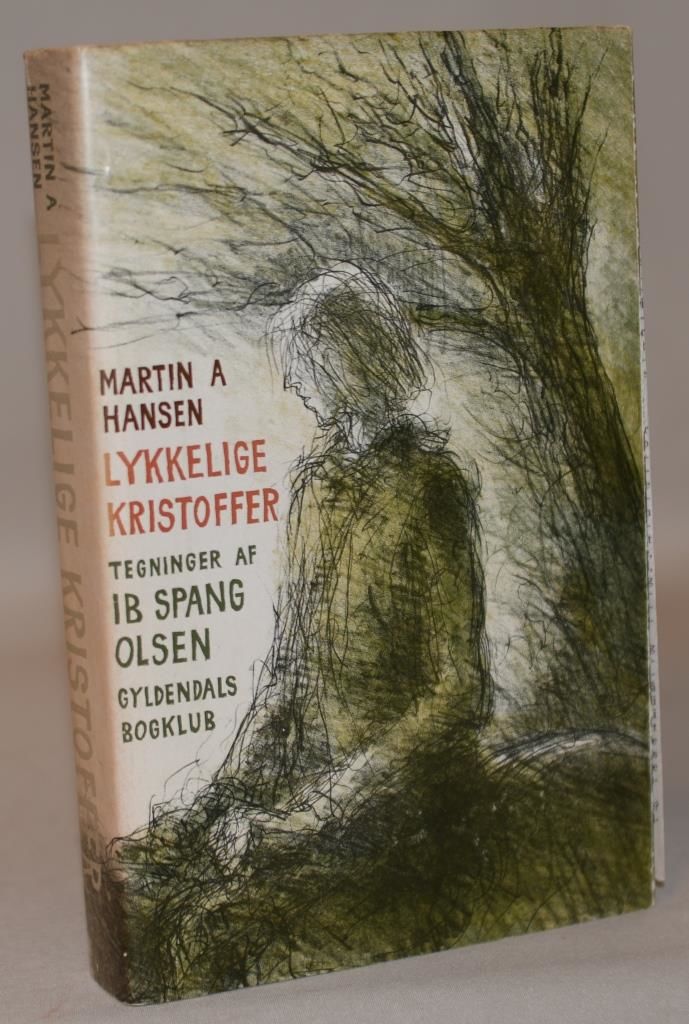 MARTIN A
HANSEN
LYKKELIGE KRISTOFFER
MARTIN A
HANSEN
LYKKELIGE
KRISTOFFER
TEGNINGER AF
IB SPANG
OLSEN
GYLDENDALS
BOGKLUB